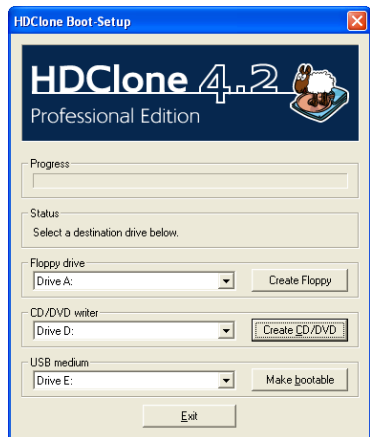 HDClone Boot-Setup
HDClone 4.2
Professional Edition
Progress
Status
Select a destination drive below.
Floppy drive
Drive A:
Create Floppy
CD/DVD writer
Drive D:
Create CD/DVD
USB medium
Drive E:
Make bootable
Exit